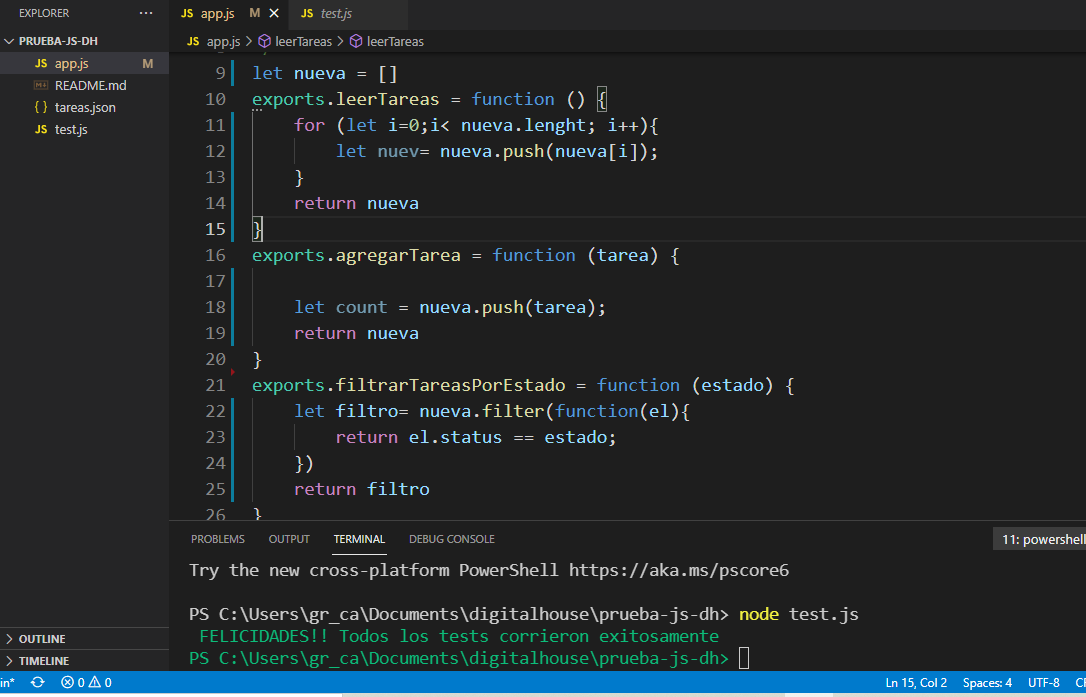 EXPLORER
PRUEBA-JS-DH
JS app.js M
README.md
{ } tareas.json
JS test.js
OUTLINE
TIMELINE
JS app.js M
JS test.js
JS app.js > leerTareas > leerTareas
9 let nueva = []
10 exports.leerTareas = function () {
11 for (let i=0;i< nueva.lenght; i++){
12 let nuev= nueva.push(nueva[i]);
13 }
14 return nueva
15 }
16 exports.agregarTarea = function (tarea) {
17
18 let count = nueva.push(tarea);
19 return nueva
20 }
21 exports.filtrarTareasPorEstado = function (estado) {
22 let filtro= nueva.filter(function(el){
23 return el.status == estado;
24 })
25 return filtro
26 }
PROBLEMS OUTPUT TERMINAL DEBUG CONSOLE 11: powershell
Try the new cross-platform PowerShell https://aka.ms/pscore6
PS C:\Users\gr_ca\Documents\digitalhouse\prueba-js-dh> node test.js
FELICIDADES!! Todos los tests corrieron exitosamente
PS C:\Users\gr_ca\Documents\digitalhouse\prueba-js-dh>
in* 0 0 Ln 15, Col 2 Spaces: 4 UTF-8